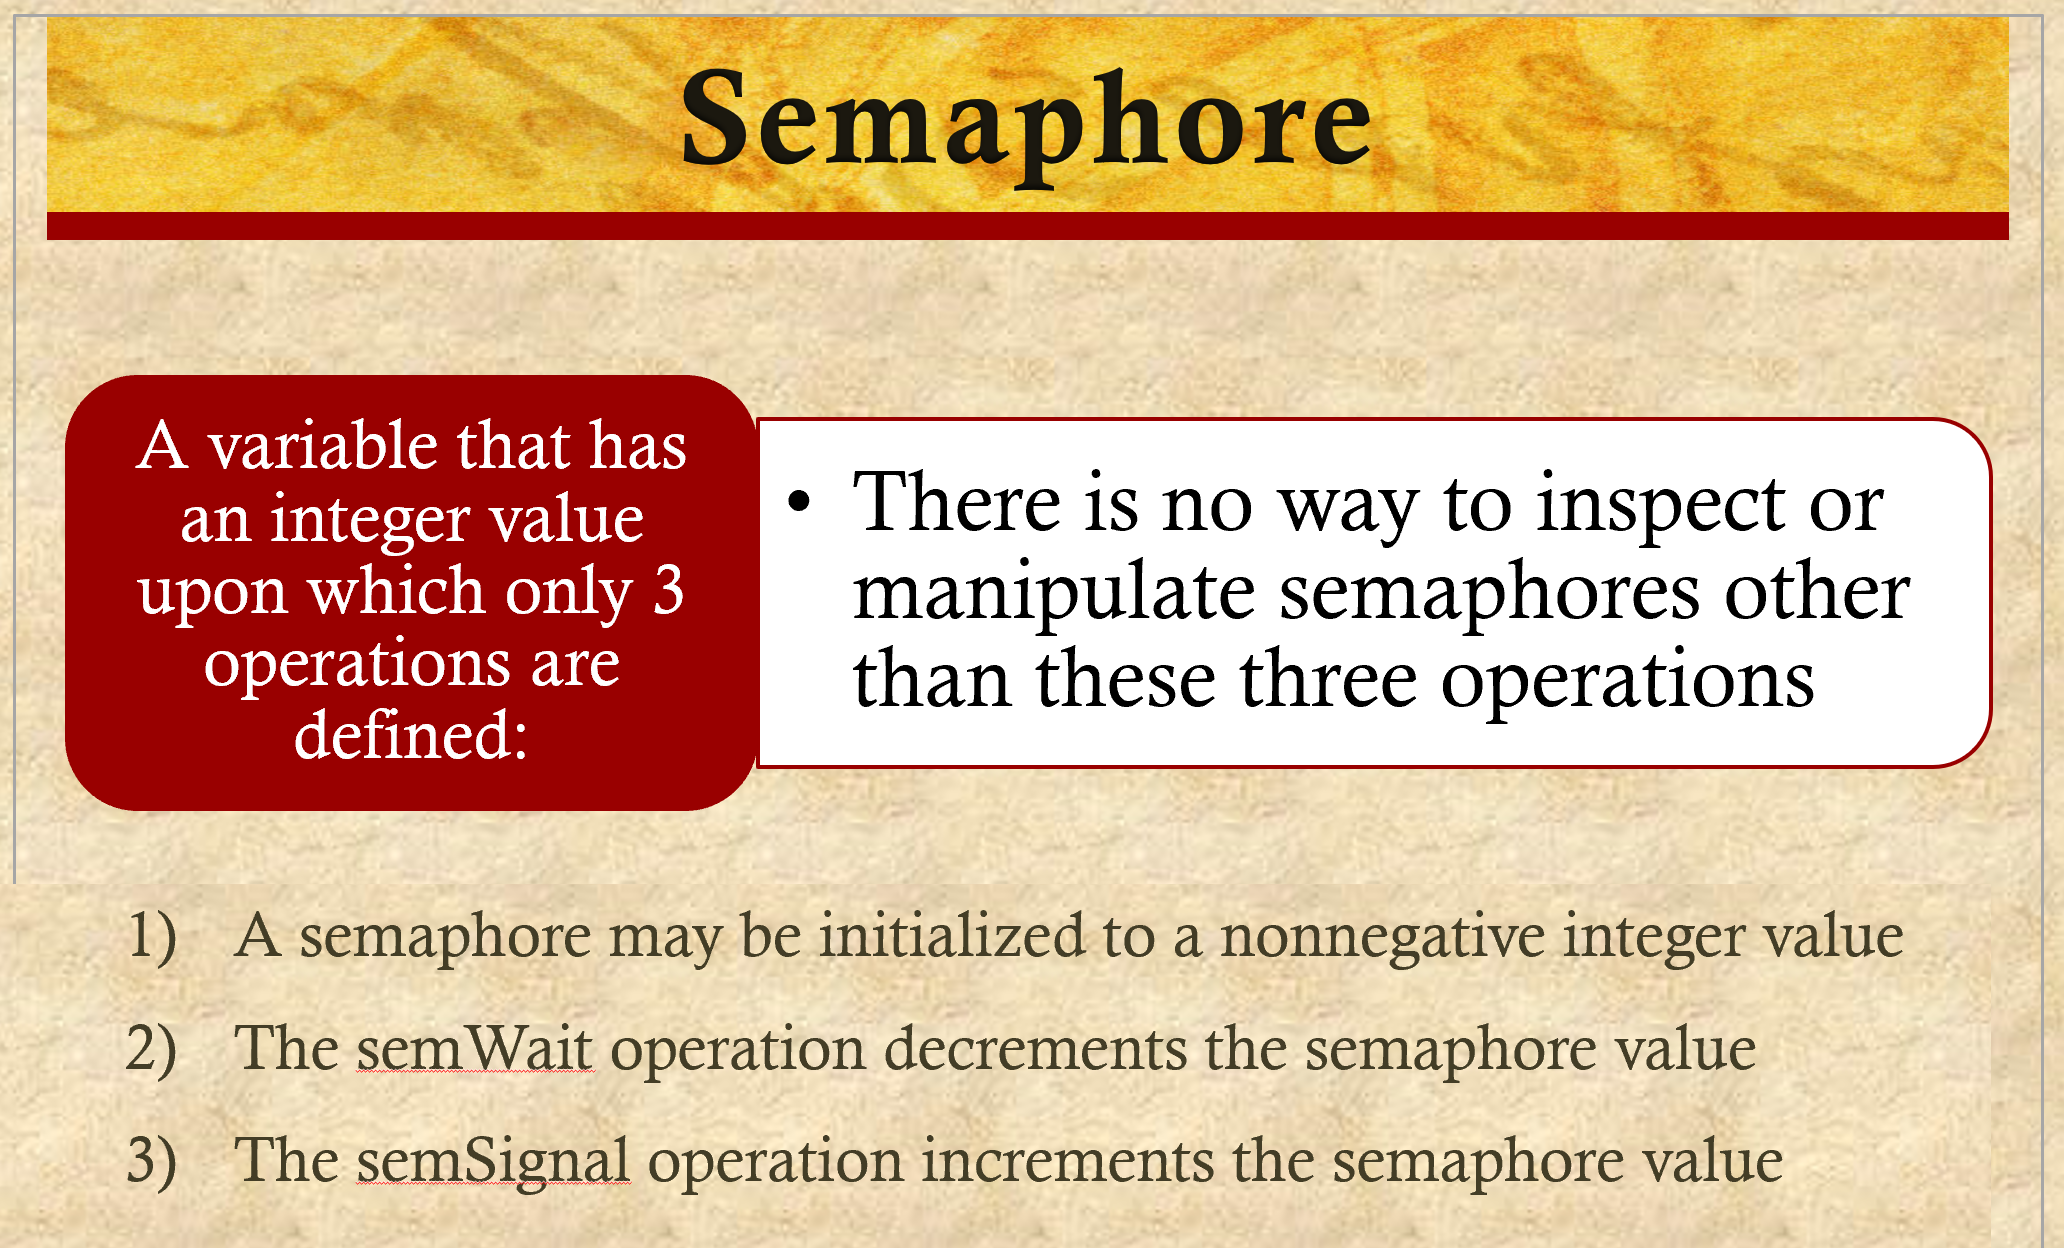 Semaphore
A variable that has
an integer value
upon which only 3
operations are
defined:
• There is no way to inspect or
manipulate semaphores other
than these three operations
1) A semaphore may be initialized to a nonnegative integer value
2) The semWait operation decrements the semaphore value
3) The semSignal operation increments the semaphore value